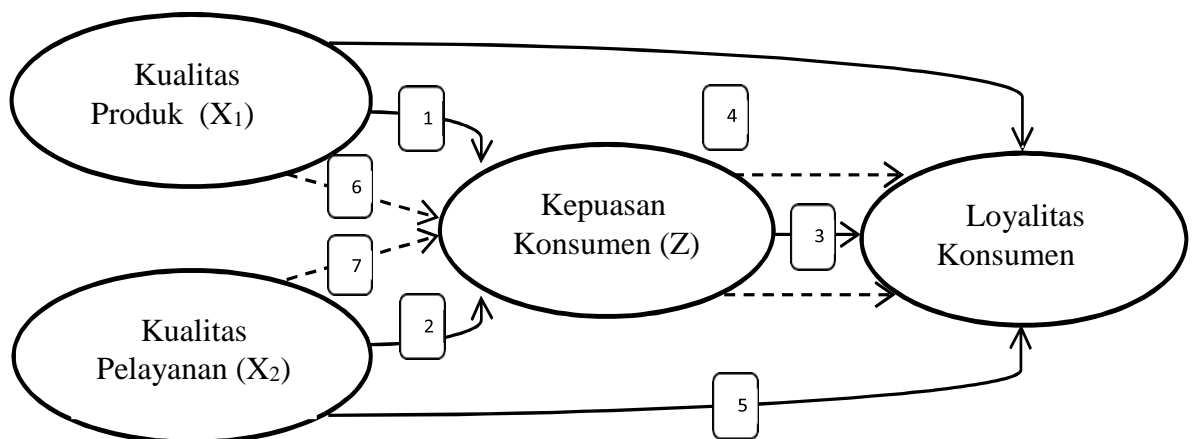 Kualitas
Produk (X₁)
1
4
6
Kepuasan
Konsumen (Z)
3
Loyalitas
Konsumen
7
2
Kualitas
Pelayanan (X₂)
5